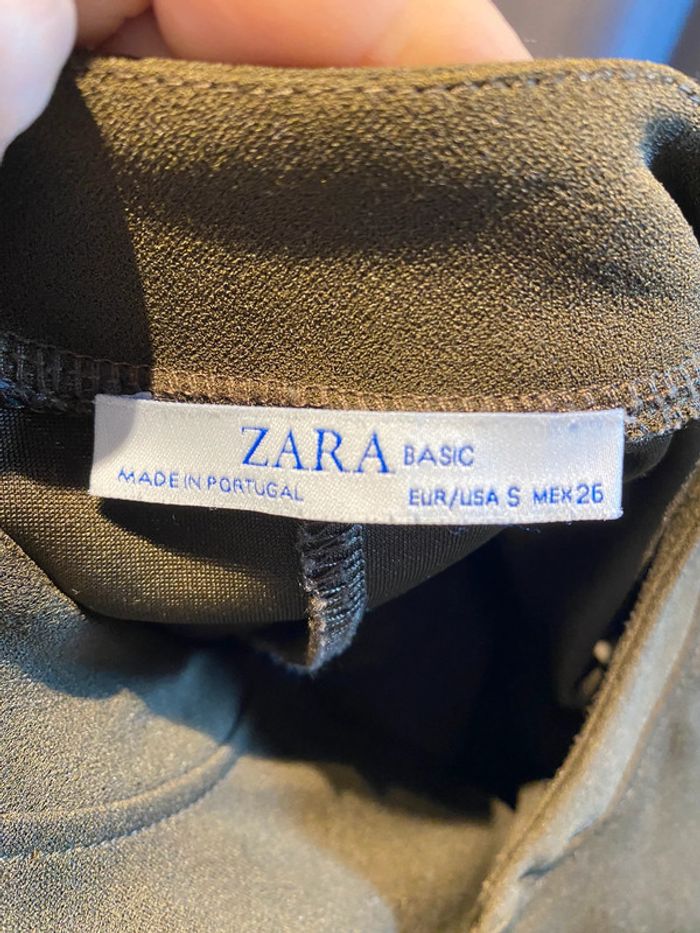 ZARA BASIC
MADE IN PORTUGAL
EUR/USA S MEX 26